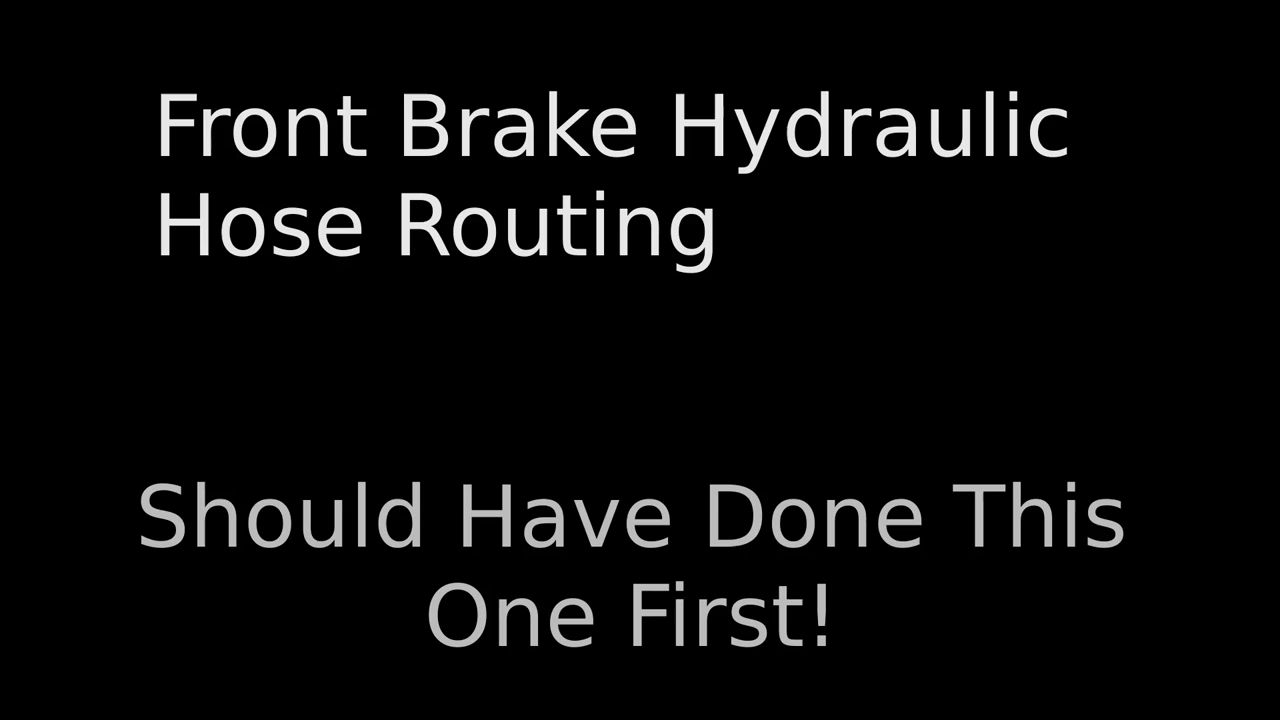 Front Brake Hydraulic
Hose Routing
Should Have Done This
One First!